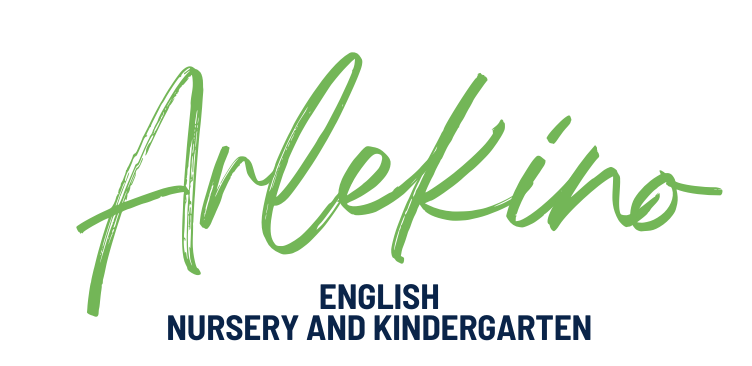 Arlekino
ENGLISH
NURSERY AND KINDERGARTEN